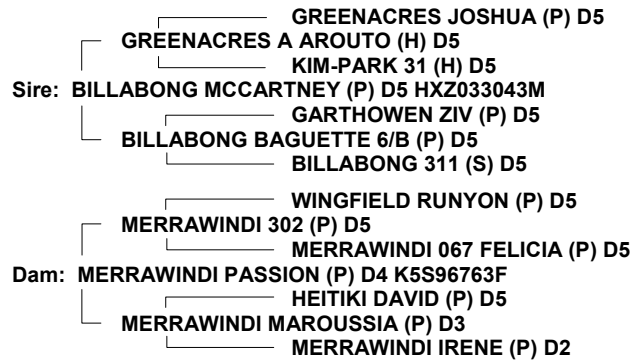 GREENACRES JOSHUA (P) D5
GREENACRES A AROUTO (H) D5
KIM-PARK 31 (H) D5
Sire: BILLABONG MCCARTNEY (P) D5 HXZ033043M
GARTHOWEN ZIV (P) D5
BILLABONG BAGUETTE 6/B (P) D5
BILLABONG 311 (S) D5
WINGFIELD RUNYON (P) D5
MERRAWINDI 302 (P) D5
MERRAWINDI 067 FELICIA (P) D5
Dam: MERRAWINDI PASSION (P) D4 K5S96763F
HEITIKI DAVID (P) D5
MERRAWINDI MAROUSSIA (P) D3
MERRAWINDI IRENE (P) D2